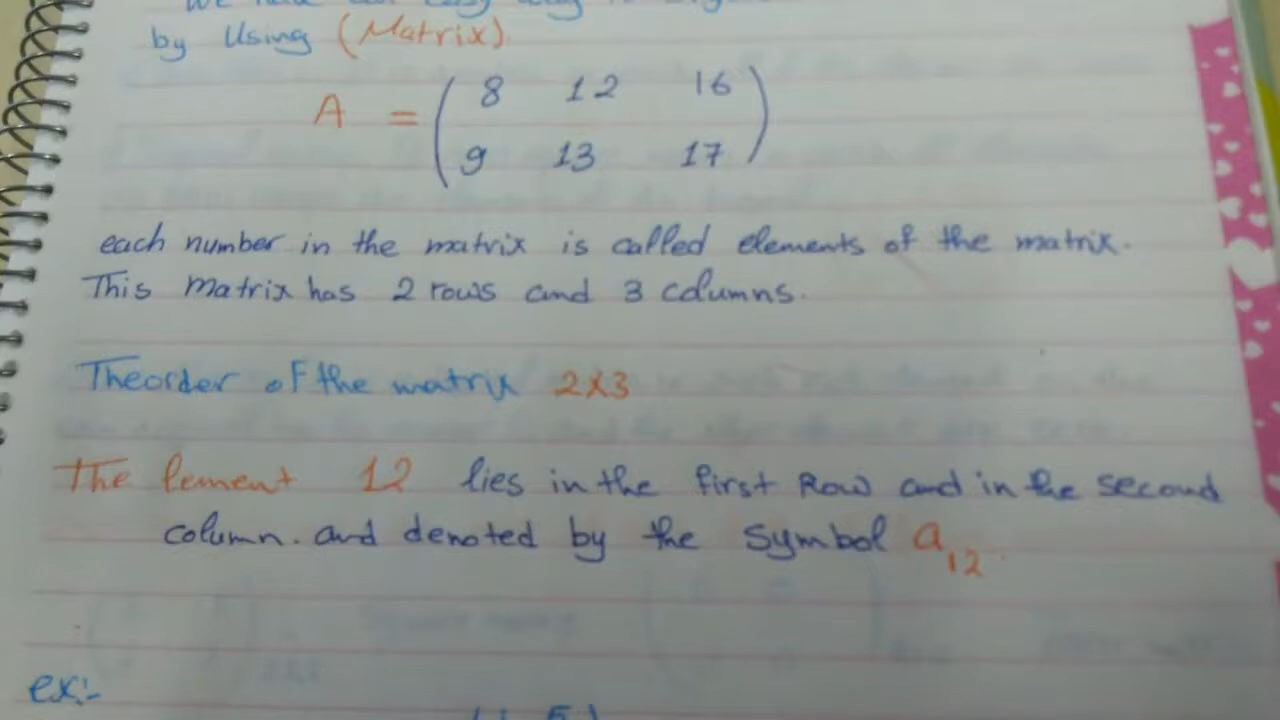 We have
by Using (Matrix)
A = ( 8 12 16
9 13 17 )
each number in the matrix is called elements of the matrix.
This Matrix has 2 rows and 3 columns.
Theorder of the matrix 2x3
The lement 12 lies in the first Row and in the second
column. and denoted by the symbol a12
ex:-